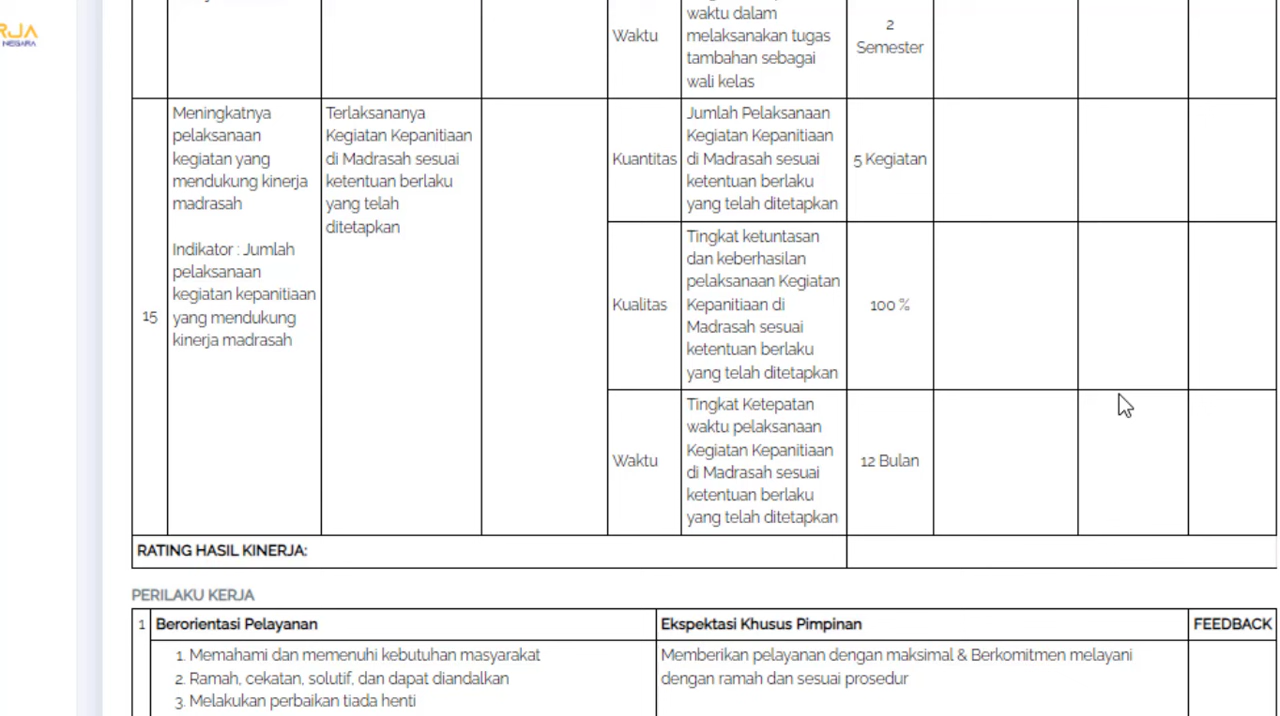 RJA
NEGARA
Waktu
waktu dalam
melaksanakan tugas
tambahan sebagai
wali kelas
2
Semester
15
Meningkatnya
pelaksanaan
kegiatan yang
mendukung kinerja
madrasah
Indikator : Jumlah
pelaksanaan
kegiatan kepanitiaan
yang mendukung
kinerja madrasah
Terlaksananya
Kegiatan Kepanitiaan
di Madrasah sesuai
ketentuan berlaku
yang telah
ditetapkan
Kuantitas
Jumlah Pelaksanaan
Kegiatan Kepanitiaan
di Madrasah sesuai
ketentuan berlaku
yang telah ditetapkan
5 Kegiatan
Kualitas
Tingkat ketuntasan
dan keberhasilan
pelaksanaan Kegiatan
Kepanitiaan di
Madrasah sesuai
ketentuan berlaku
yang telah ditetapkan
100 %
Waktu
Tingkat Ketepatan
waktu pelaksanaan
Kegiatan Kepanitiaan
di Madrasah sesuai
ketentuan berlaku
yang telah ditetapkan
12 Bulan
RATING HASIL KINERJA:
PERILAKU KERJA
1 Berorientasi Pelayanan
Ekspektasi Khusus Pimpinan
FEEDBACK
1. Memahami dan memenuhi kebutuhan masyarakat
2. Ramah, cekatan, solutif, dan dapat diandalkan
3. Melakukan perbaikan tiada henti
Memberikan pelayanan dengan maksimal & Berkomitmen melayani
dengan ramah dan sesuai prosedur